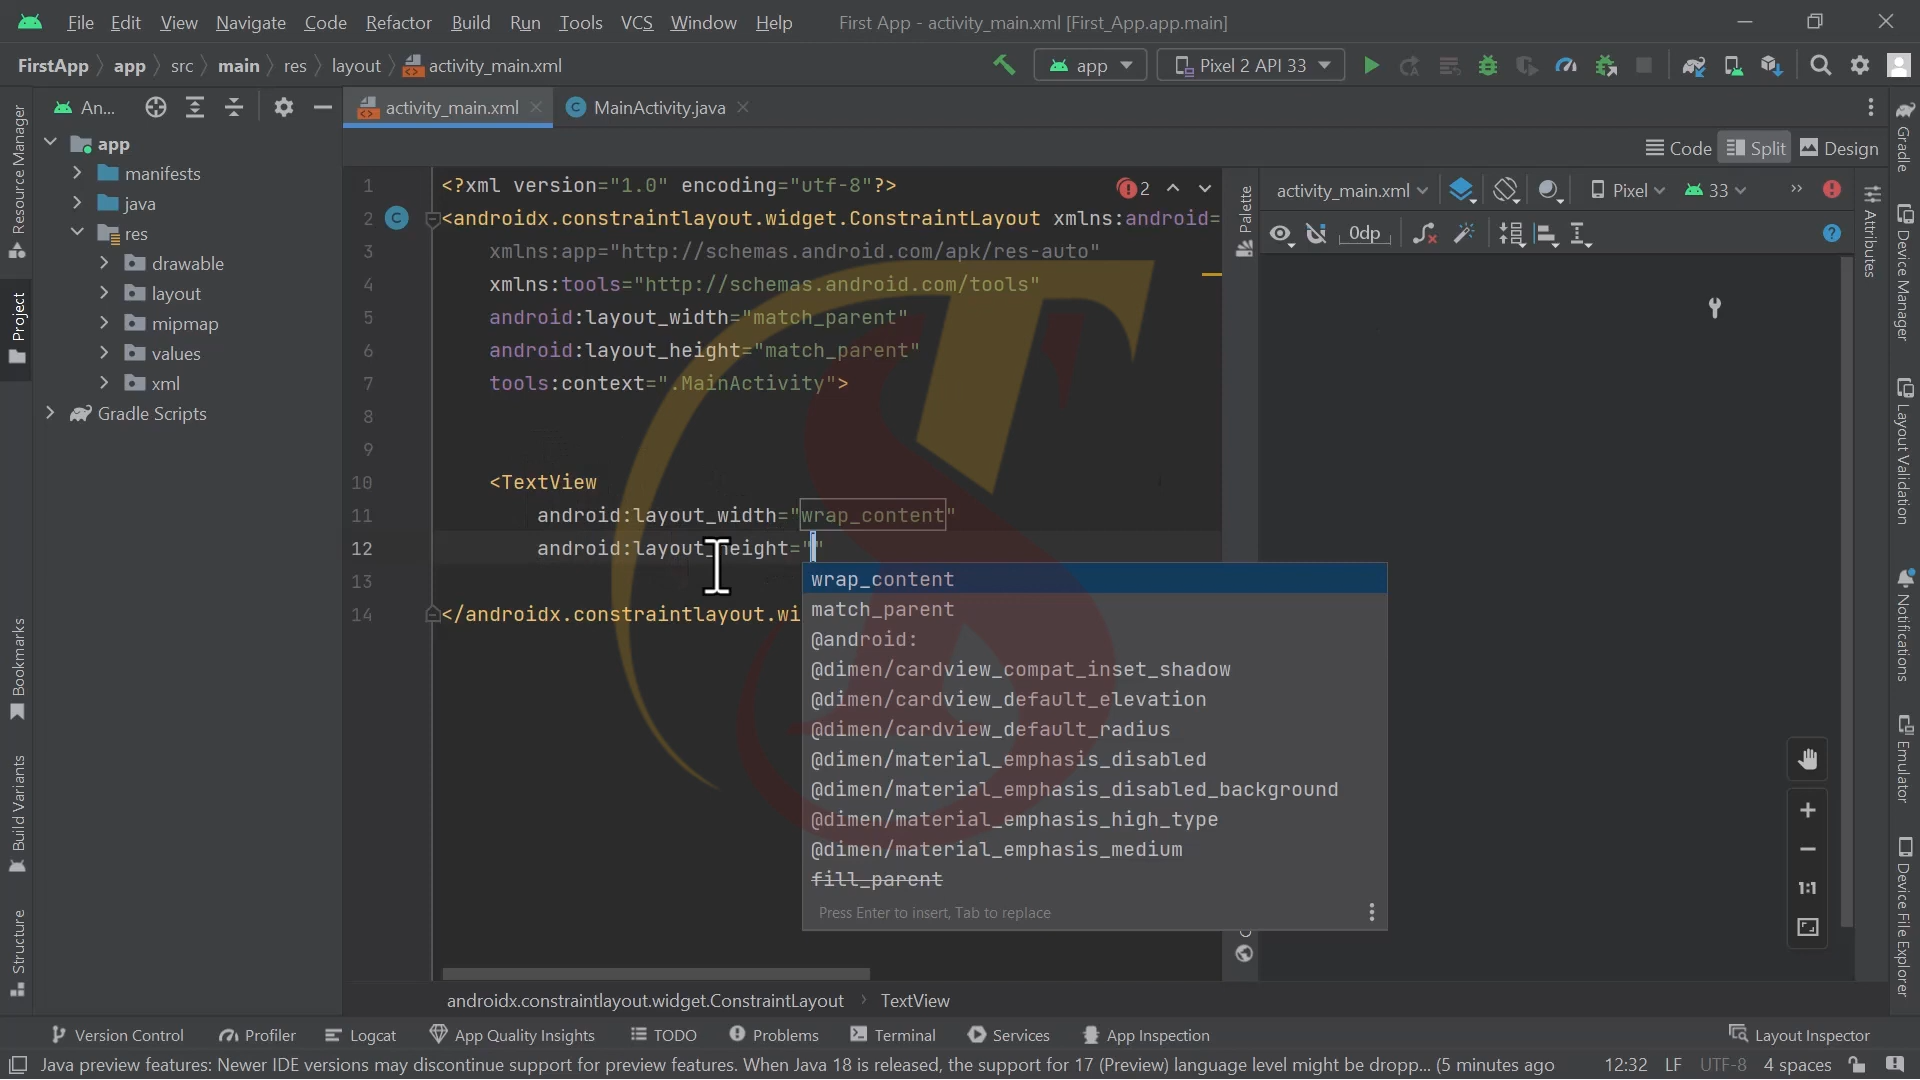 File Edit View Navigate Code Refactor Build Run Tools VCS Window Help First App - activity_main.xml [First_App.app.main]
FirstApp app src main res layout activity_main.xml app Pixel 2 API 33
An... activity_main.xml MainActivity.java
Code Split Design
app
manifests
java
res
drawable
layout
mipmap
values
xml
Gradle Scripts
Resource Manager
Project
Bookmarks
Build Variants
Structure
1 <?xml version="1.0" encoding="utf-8"?>
2 <androidx.constraintlayout.widget.ConstraintLayout xmlns:android=
3 xmlns:app="http://schemas.android.com/apk/res-auto"
4 xmlns:tools="http://schemas.android.com/tools"
5 android:layout_width="match_parent"
6 android:layout_height="match_parent"
7 tools:context=".MainActivity">
8
9
10 <TextView
11 android:layout_width="wrap_content"
12 android:layout_height=""
13
14 </androidx.constraintlayout.wi
2
wrap_content
match_parent
@android:
@dimen/cardview_compat_inset_shadow
@dimen/cardview_default_elevation
@dimen/cardview_default_radius
@dimen/material_emphasis_disabled
@dimen/material_emphasis_disabled_background
@dimen/material_emphasis_high_type
@dimen/material_emphasis_medium
fill_parent
Press Enter to insert, Tab to replace
Palette
activity_main.xml Pixel 33
0dp
1:1
Attributes
Gradle
Device Manager
Layout Validation
Notifications
Emulator
Device File Explorer
androidx.constraintlayout.widget.ConstraintLayout TextView
Version Control Profiler Logcat App Quality Insights TODO Problems Terminal Services App Inspection Layout Inspector
Java preview features: Newer IDE versions may discontinue support for preview features. When Java 18 is released, the support for 17 (Preview) language level might be dropp... (5 minutes ago 12:32 LF UTF-8 4 spaces